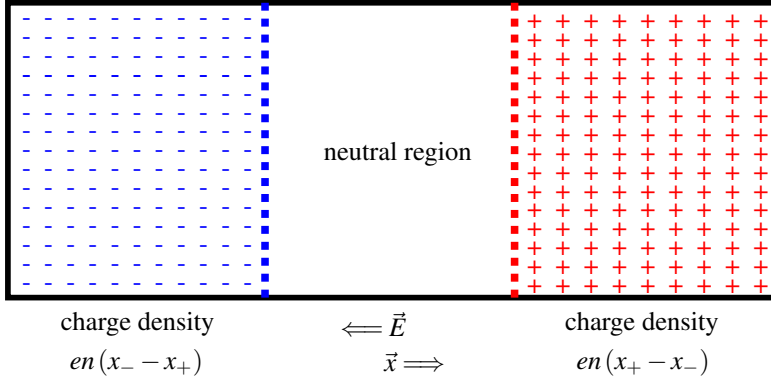 neutral region
charge density
en(x₋ − x₊)
⟸ E⃗
x⃗ ⟹
charge density
en(x₊ − x₋)